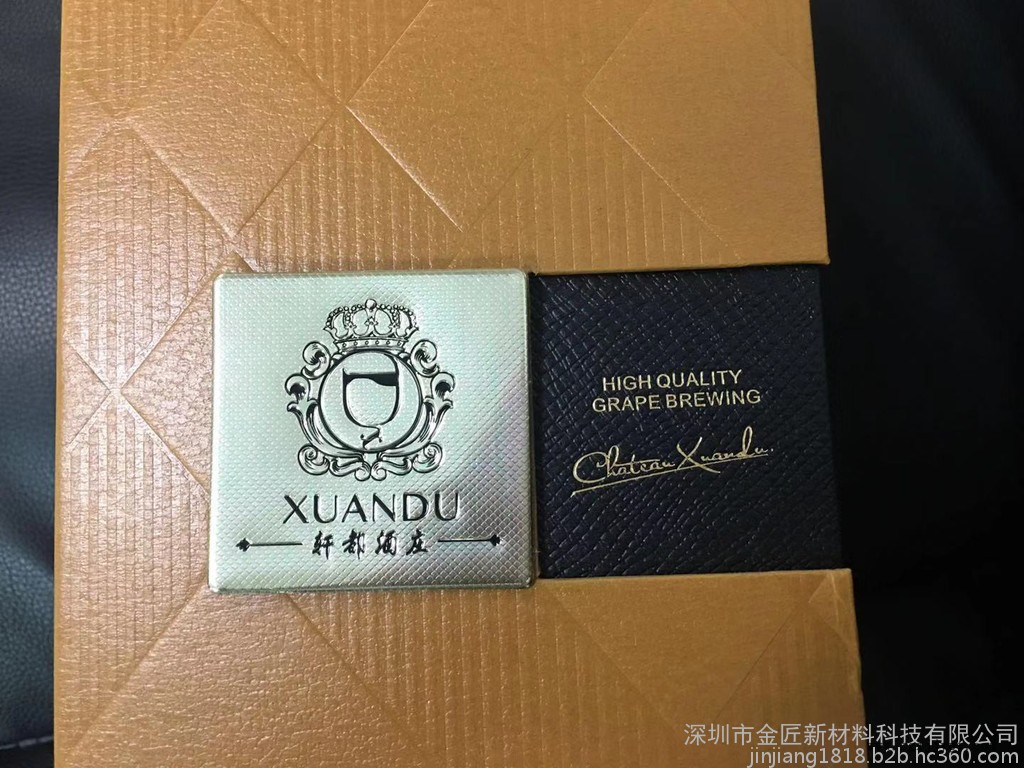 XUANDU
轩都酒庄
HIGH QUALITY
GRAPE BREWING
Chateau Xuandu.
深圳市金匠新材料科技有限公司
jinjiang1818.b2b.hc360.com